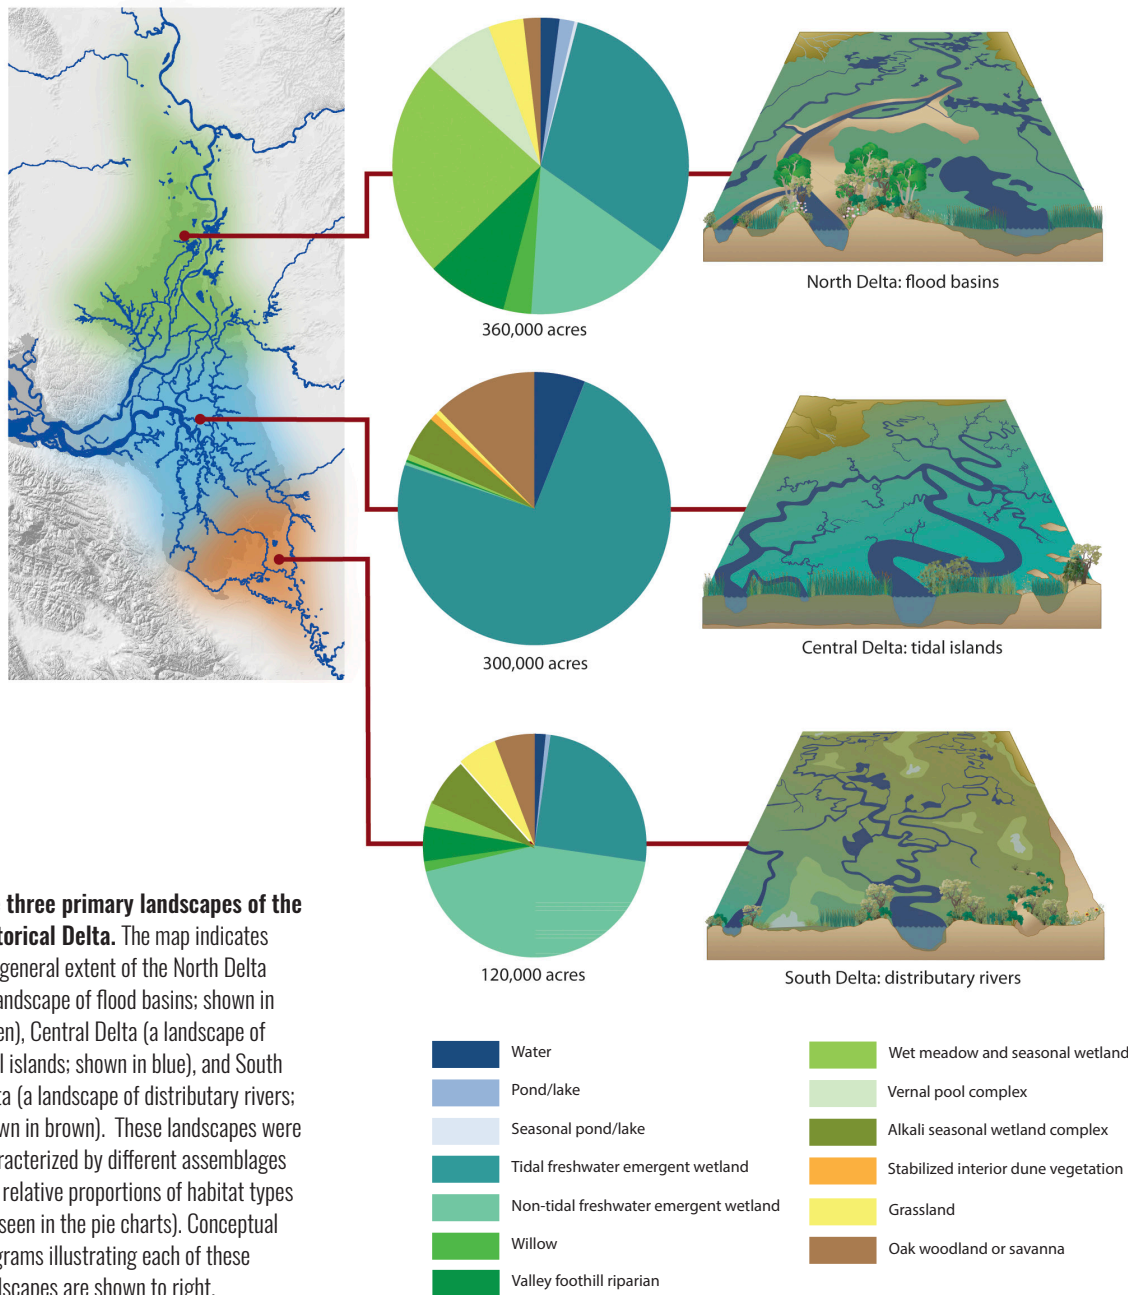 360,000 acres
North Delta: flood basins
300,000 acres
Central Delta: tidal islands
120,000 acres
South Delta: distributary rivers
three primary landscapes of the
torical Delta. The map indicates
general extent of the North Delta
andscape of flood basins; shown in
en), Central Delta (a landscape of
l islands; shown in blue), and South
ta (a landscape of distributary rivers;
wn in brown). These landscapes were
racterized by different assemblages
relative proportions of habitat types
seen in the pie charts). Conceptual
grams illustrating each of these
dscapes are shown to right.
Water
Pond/lake
Seasonal pond/lake
Tidal freshwater emergent wetland
Non-tidal freshwater emergent wetland
Willow
Valley foothill riparian
Wet meadow and seasonal wetland
Vernal pool complex
Alkali seasonal wetland complex
Stabilized interior dune vegetation
Grassland
Oak woodland or savanna